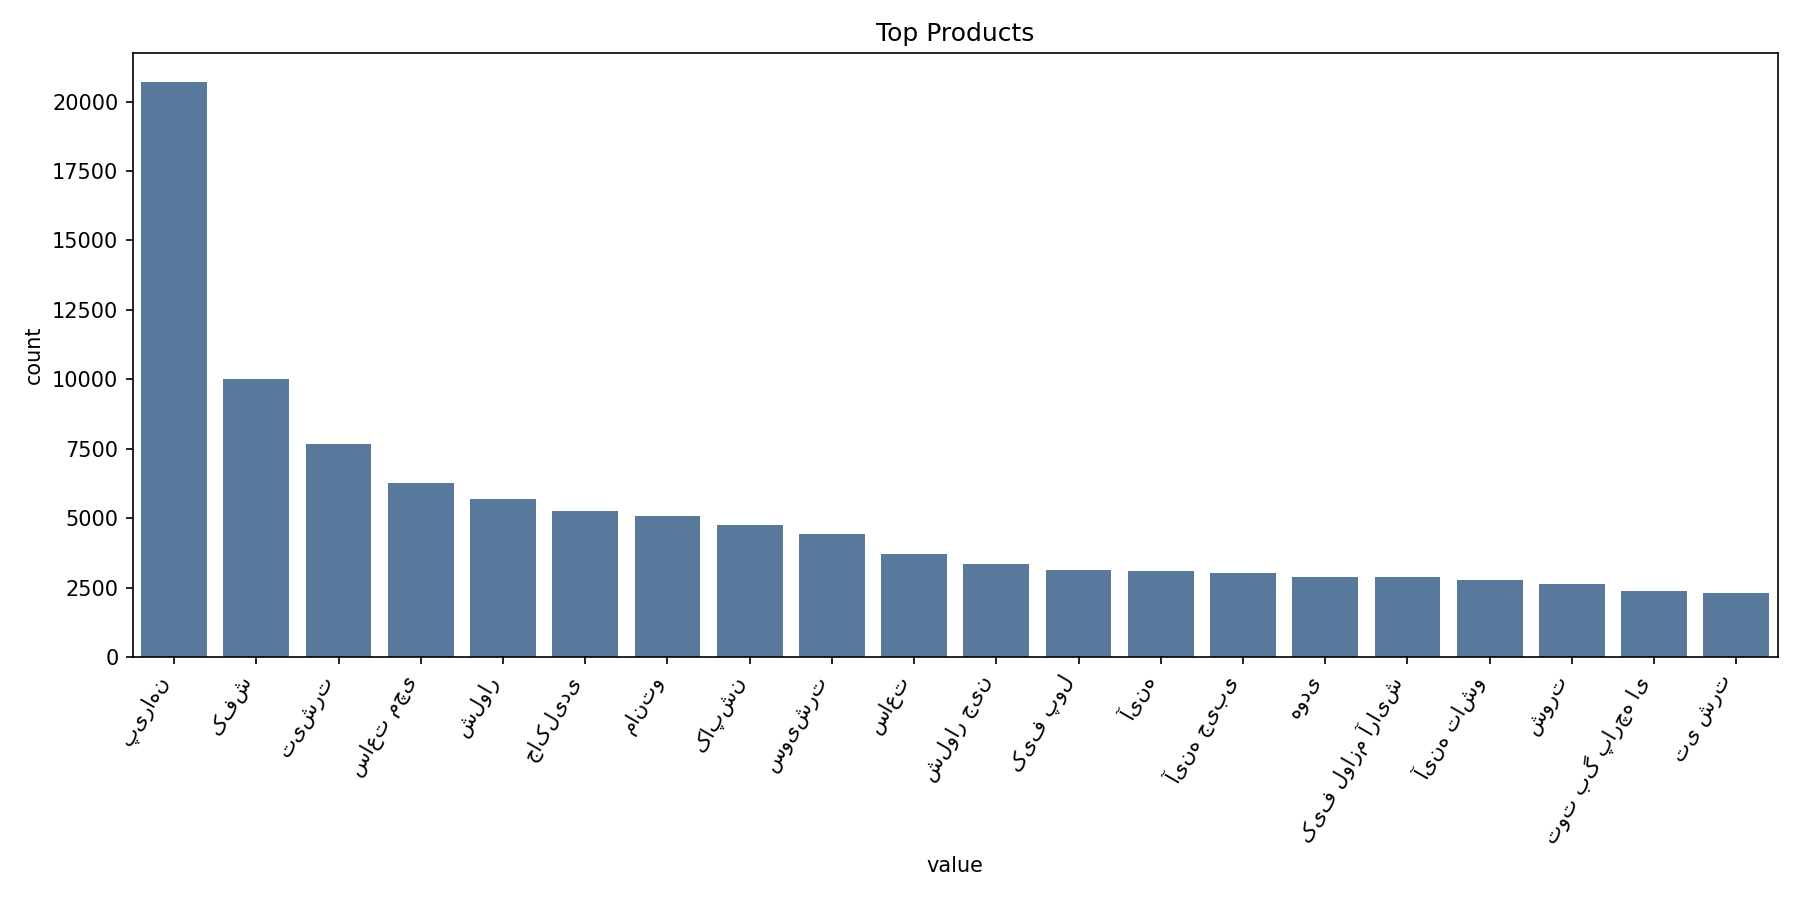 Top Products
count
20000
17500
15000
12500
10000
7500
5000
2500
0
پیراهن
کفش
تیشرت
ساعت مچی
شلوار
جاکلیدی
مانتو
کاپشن
سویشرت
ساعت
شلوار جین
کیف پول
آینه
آینه جیبی
هودی
کیف لوازم آرایش
آینه تاشو
شورت
توت بگ پارچه ای
تی شرت
value